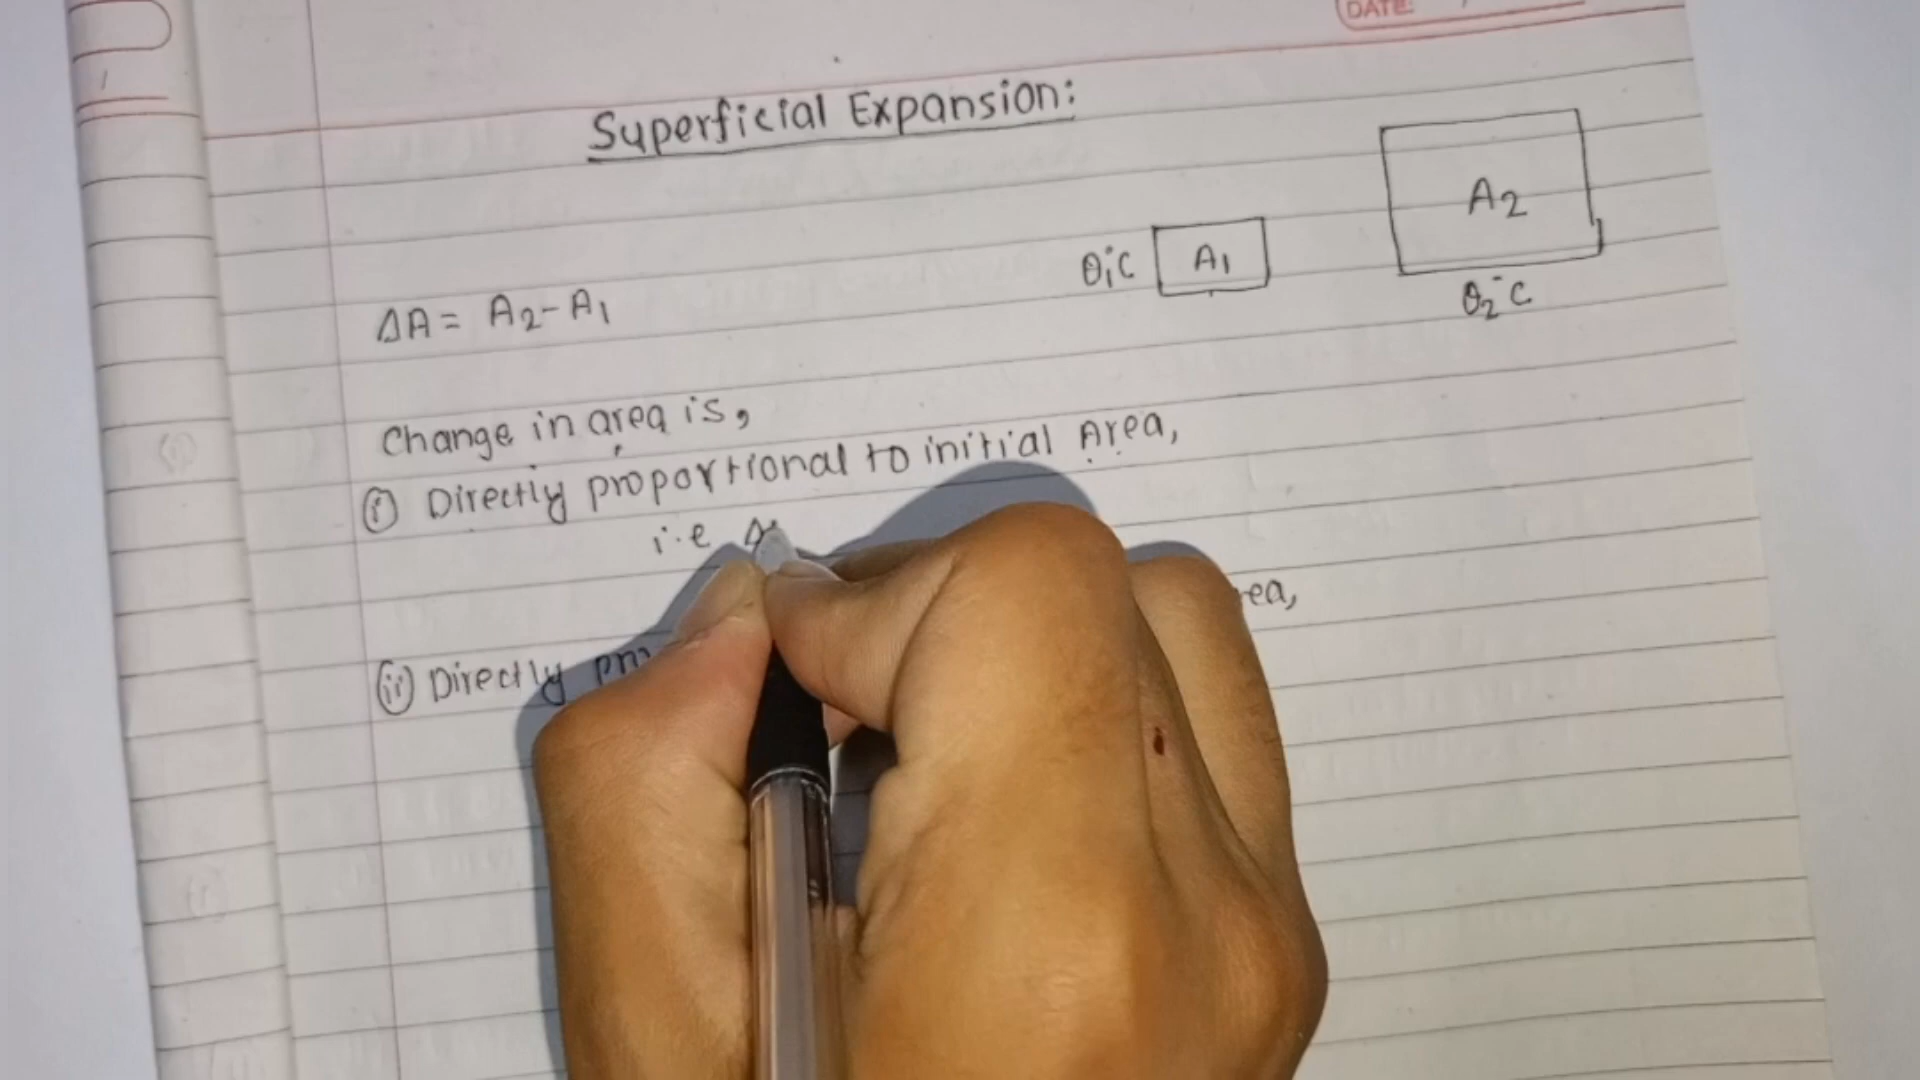 DATE:
Superficial Expansion:
A2
θ1°C A1
θ2°C
ΔA = A2 - A1
Change in area is,
(i) Directly proportional to initial Area,
i.e Δ
(ii) Directly